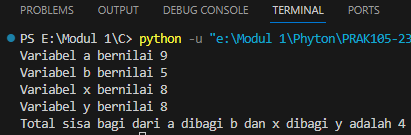 PROBLEMS OUTPUT DEBUG CONSOLE TERMINAL PORTS
PS E:\Modul 1\C> python -u "e:\Modul 1\Phyton\PRAK105-23
Variabel a bernilai 9
Variabel b bernilai 5
Variabel x bernilai 8
Variabel y bernilai 8
Total sisa bagi dari a dibagi b dan x dibagi y adalah 4